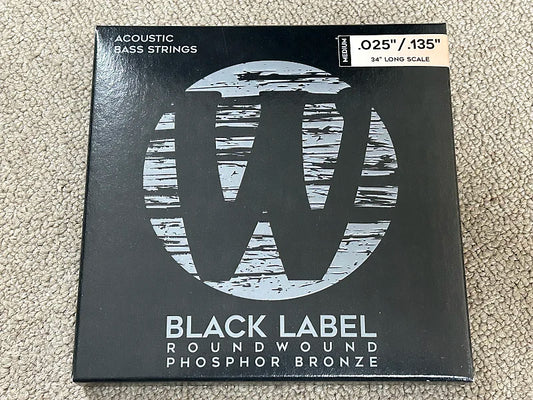 ACOUSTIC
BASS STRINGS
MEDIUM
.025"/.135"
34" LONG SCALE
W
BLACK LABEL
ROUNDWOUND
PHOSPHOR BRONZE